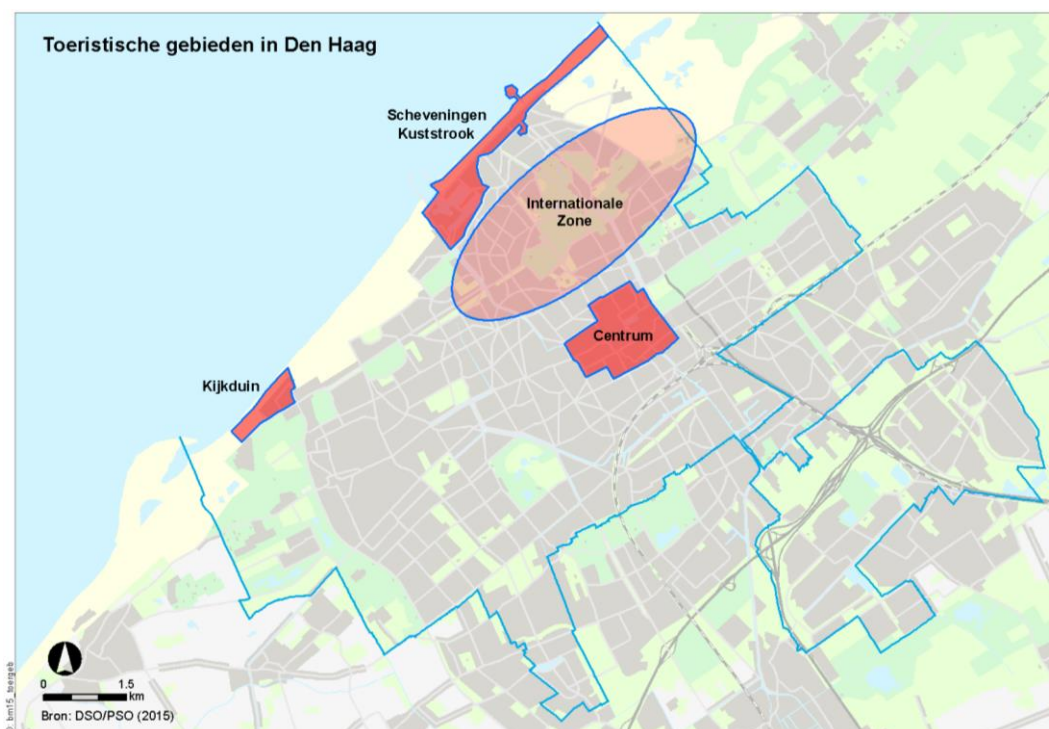 Toeristische gebieden in Den Haag
Scheveningen
Kuststrook
Internationale
Zone
Centrum
Kijkduin
0 1.5
km
Bron: DSO/PSO (2015)
bm15_toergeb